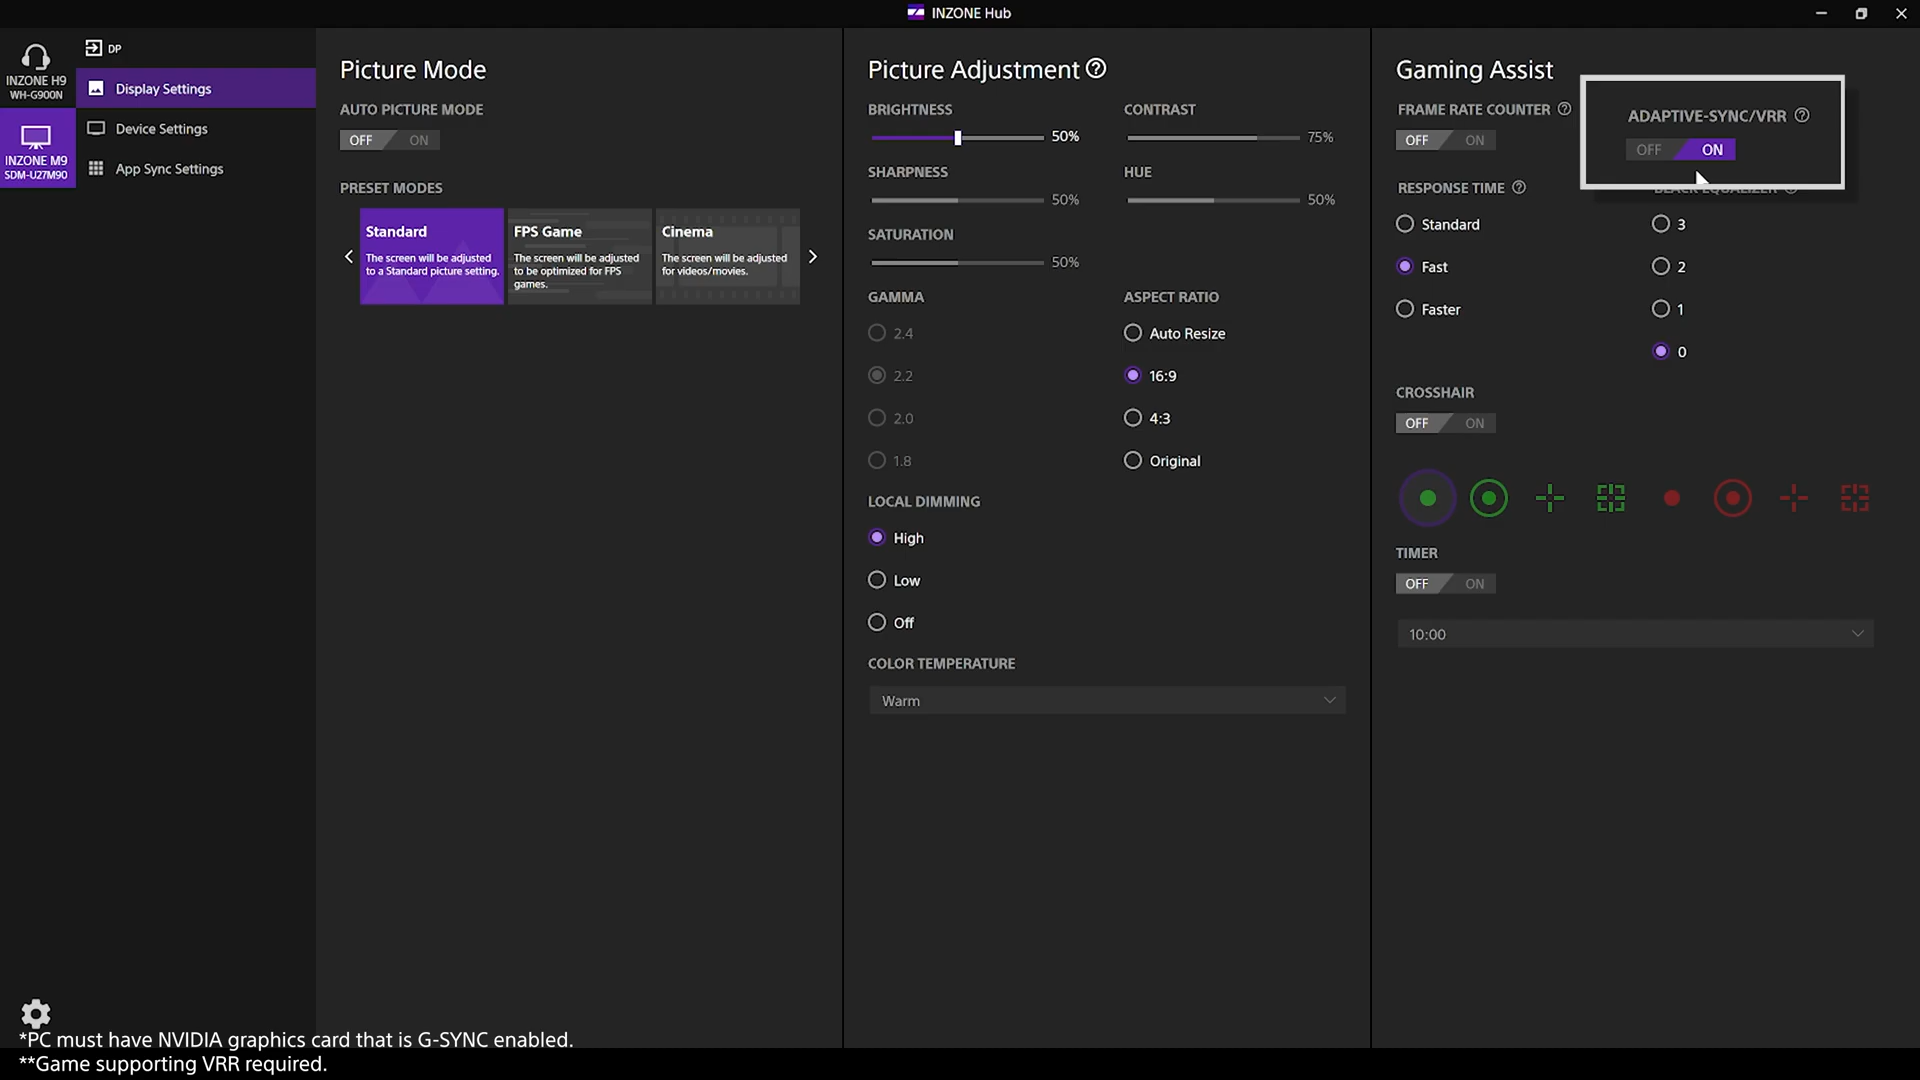 INZONE Hub
INZONE H9
WH-G900N
INZONE M9
SDM-U27M90
DP
Display Settings
Device Settings
App Sync Settings
Picture Mode
AUTO PICTURE MODE
OFF ON
PRESET MODES
Standard
The screen will be adjusted
to a Standard picture setting.
FPS Game
The screen will be adjusted
to be optimized for FPS
games.
Cinema
The screen will be adjusted
for videos/movies.
Picture Adjustment
BRIGHTNESS
50%
CONTRAST
75%
SHARPNESS
50%
HUE
50%
SATURATION
50%
GAMMA
2.4
2.2
2.0
1.8
ASPECT RATIO
Auto Resize
16:9
4:3
Original
LOCAL DIMMING
High
Low
Off
COLOR TEMPERATURE
Warm
Gaming Assist
FRAME RATE COUNTER
OFF ON
ADAPTIVE-SYNC/VRR
OFF ON
RESPONSE TIME
Standard
Fast
Faster
BLACK EQUALIZER
3
2
1
0
CROSSHAIR
OFF ON
TIMER
OFF ON
10:00
*PC must have NVIDIA graphics card that is G-SYNC enabled.
**Game supporting VRR required.